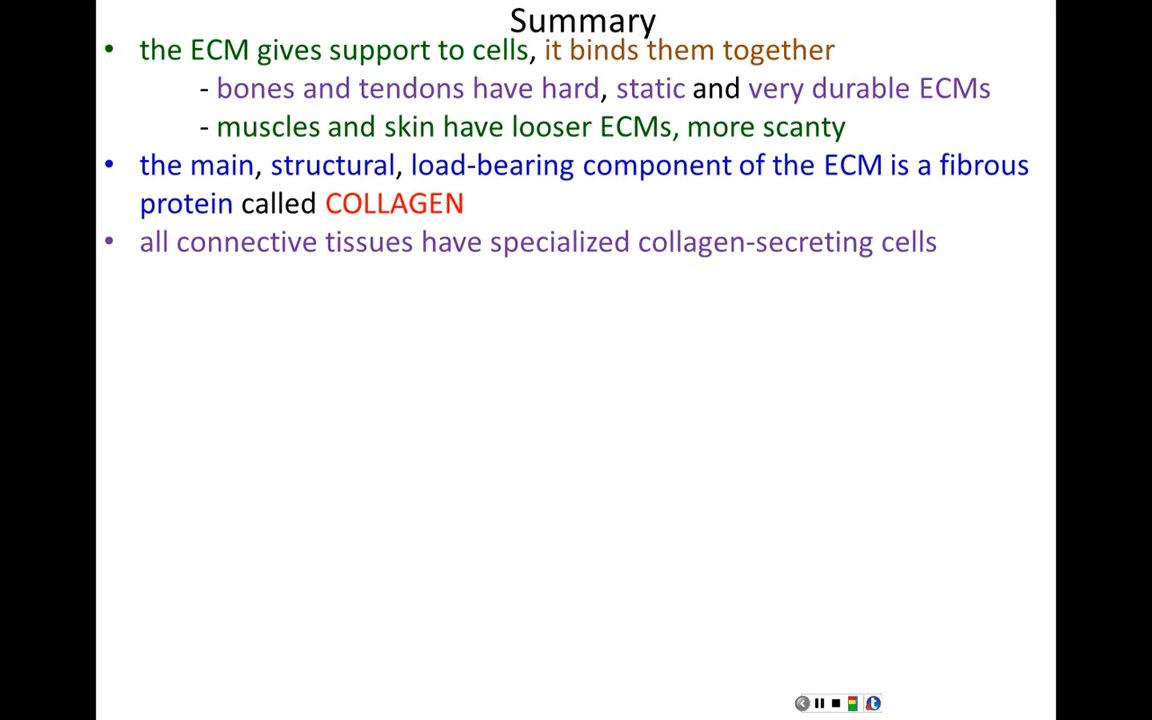 Summary
• the ECM gives support to cells, it binds them together
- bones and tendons have hard, static and very durable ECMs
- muscles and skin have looser ECMs, more scanty
• the main, structural, load-bearing component of the ECM is a fibrous
protein called COLLAGEN
• all connective tissues have specialized collagen-secreting cells